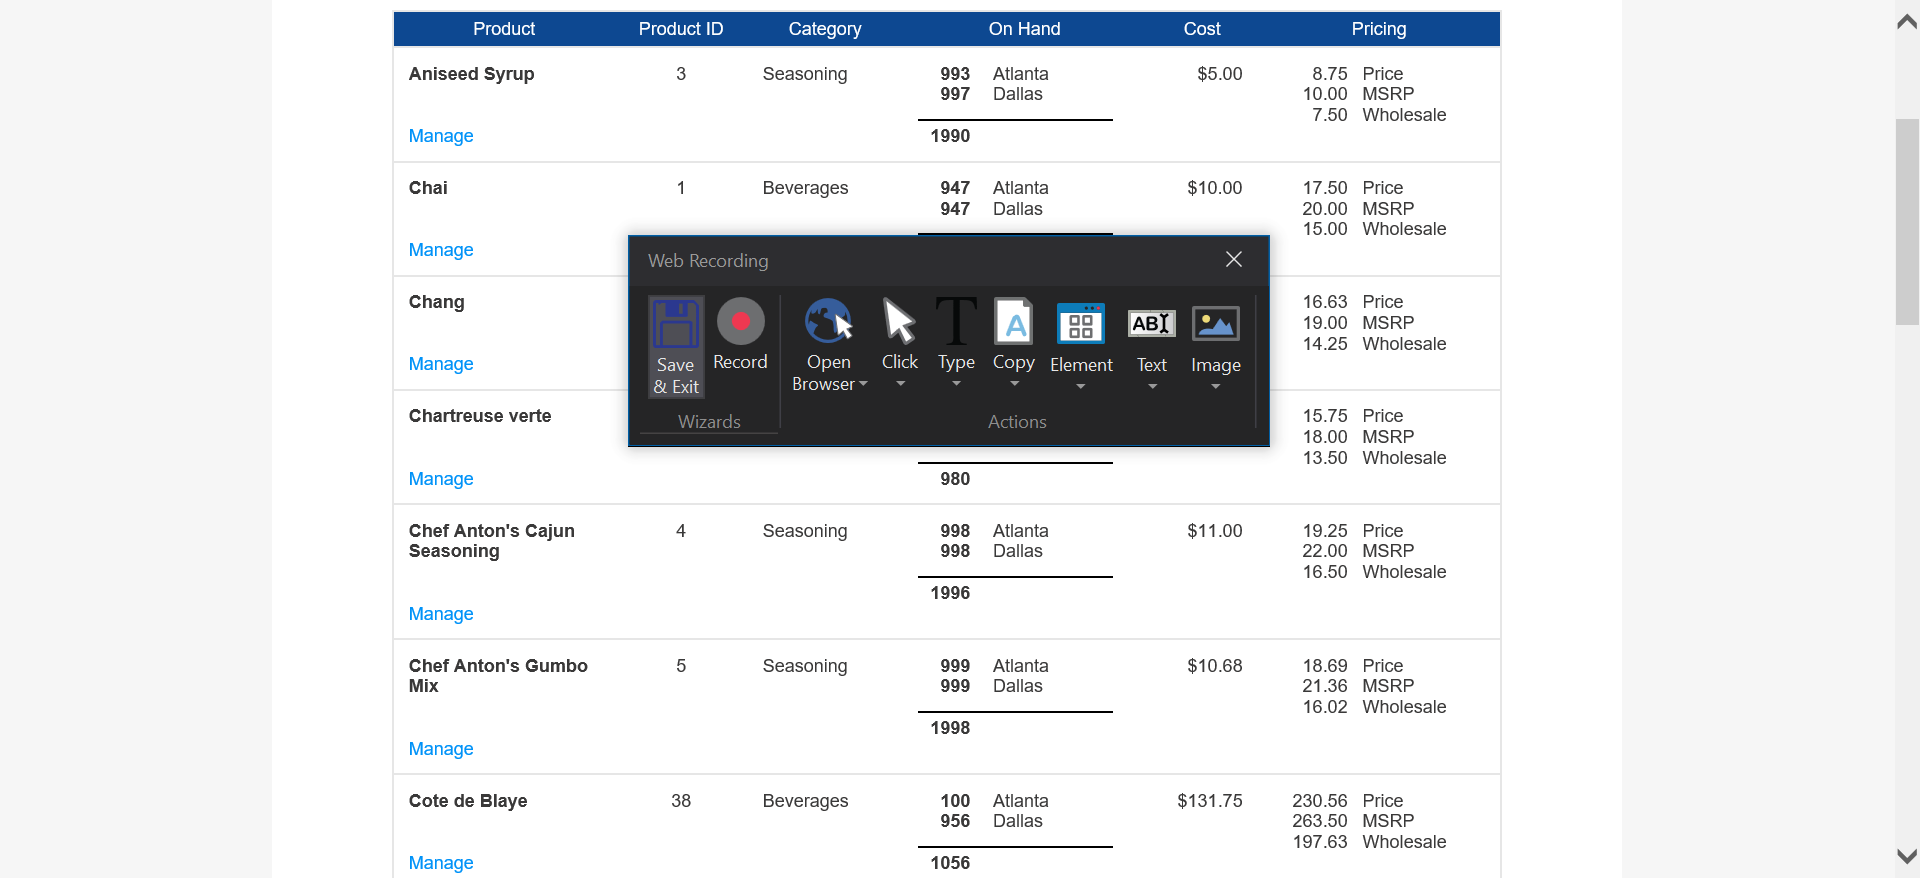 Product Product ID Category On Hand Cost Pricing
Aniseed Syrup 3 Seasoning 993 Atlanta $5.00 8.75 Price
997 Dallas 10.00 MSRP
7.50 Wholesale
Manage 1990
Chai 1 Beverages 947 Atlanta $10.00 17.50 Price
947 Dallas 20.00 MSRP
15.00 Wholesale
Manage
Chang 16.63 Price
19.00 MSRP
14.25 Wholesale
Manage
Chartreuse verte 15.75 Price
18.00 MSRP
13.50 Wholesale
Manage 980
Web Recording
Save & Exit
Record
Open Browser
Click
Type
Copy
Element
Text
Image
Wizards
Actions
ABI
A
T
Chef Anton's Cajun 4 Seasoning 998 Atlanta $11.00 19.25 Price
Seasoning 998 Dallas 22.00 MSRP
16.50 Wholesale
1996
Manage
Chef Anton's Gumbo 5 Seasoning 999 Atlanta $10.68 18.69 Price
Mix 999 Dallas 21.36 MSRP
16.02 Wholesale
1998
Manage
Cote de Blaye 38 Beverages 100 Atlanta $131.75 230.56 Price
956 Dallas 263.50 MSRP
197.63 Wholesale
Manage 1056